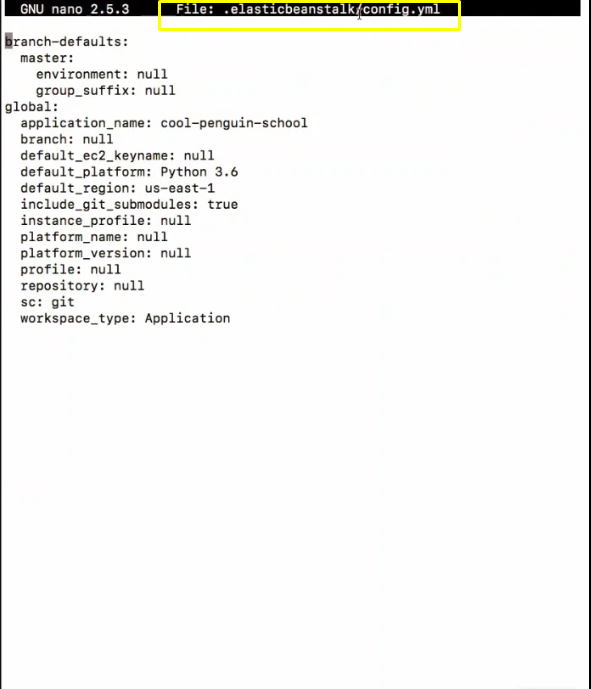 GNU nano 2.5.3 File: .elasticbeanstalk/config.yml
branch-defaults:
  master:
    environment: null
    group_suffix: null
global:
  application_name: cool-penguin-school
  branch: null
  default_ec2_keyname: null
  default_platform: Python 3.6
  default_region: us-east-1
  include_git_submodules: true
  instance_profile: null
  platform_name: null
  platform_version: null
  profile: null
  repository: null
  sc: git
  workspace_type: Application